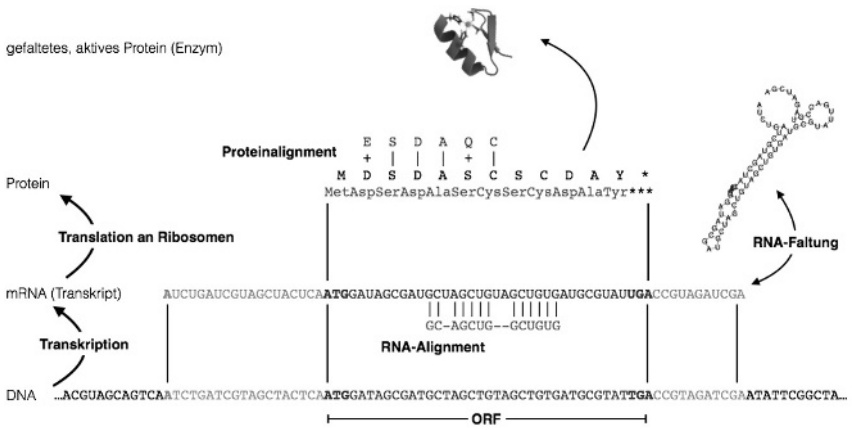 gefaltetes, aktives Protein (Enzym)
E S D A Q C
Proteinalignment + | | | + |
M D S D A S C S C D A Y *
Protein MetAspSerAspAlaSerCysSerCysAspAlaTyr***
Translation an Ribosomen
RNA-Faltung
mRNA (Transkript) AUCUGAUCGUAGCUACUCAATGGAUAGCGAUGCUAGCUGUAGCUGUGAUGCGUAUUGACCGUAGAUCGA
GC-AGCUG--GCUGUG
Transkription RNA-Alignment
DNA ...ACGUAGCAGTCAATCTGATCGTAGCTACTCAATGGATAGCGATGCTAGCTGTAGCTGTGATGCGTATTGACCGTAGATCGAATATTCGGCTA...
ORF